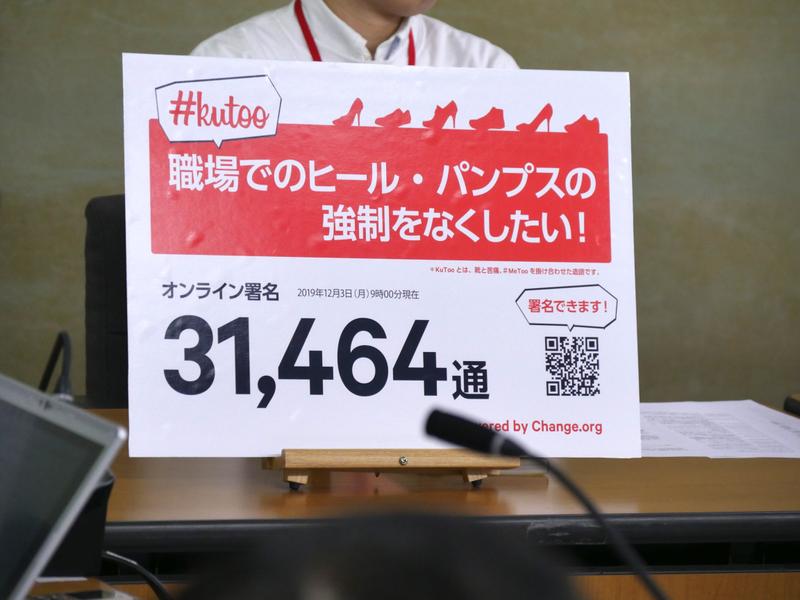 #kutoo
職場でのヒール・パンプスの
強制をなくしたい!
*KuToo とは、靴と苦痛、#MeToo を掛け合わせた造語です。
オンライン署名 2019年12月3日(月)9時00分現在
署名できます!
31,464通
by Change.org